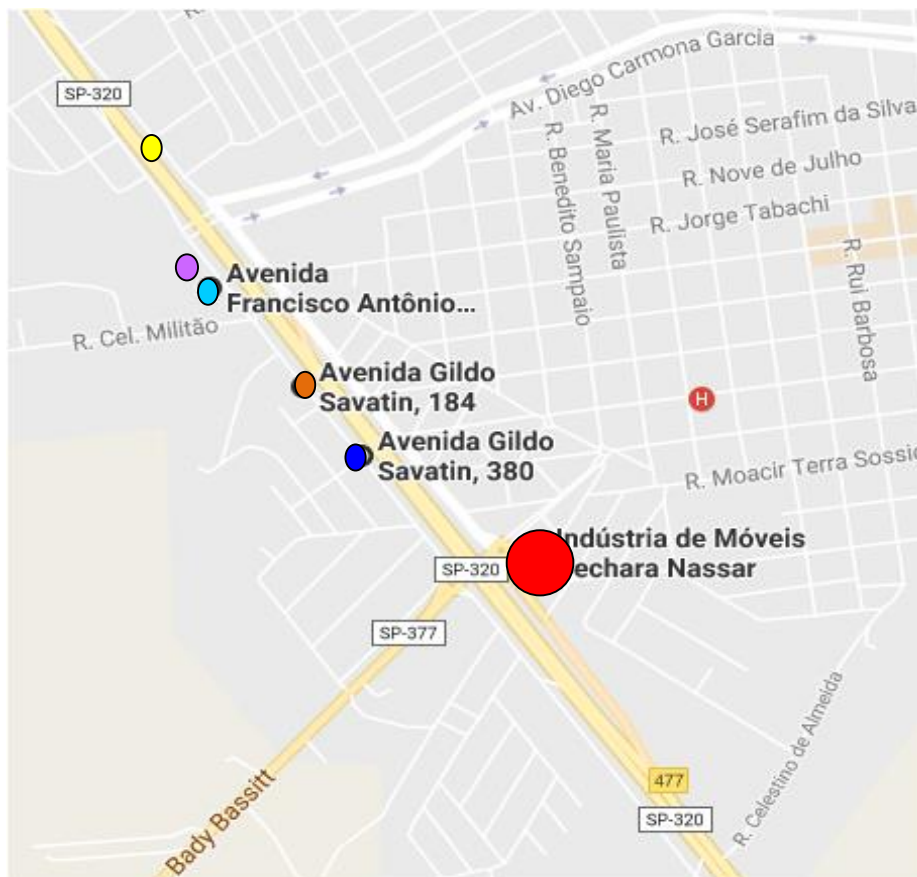 SP-320
Av. Diego Carmona Garcia
R. José Serafim da Silva
R. Maria Paulista
R. Benedito Sampaio
R. Nove de Julho
R. Jorge Tabachi
R. Rui Barbosa
Avenida
Francisco Antônio...
R. Cel. Militão
Avenida Gildo
Savatin, 184
H
Avenida Gildo
Savatin, 380
R. Moacir Terra Sossio
Indústria de Móveis
echara Nassar
SP-320
SP-377
R. Celestino de Almeida
477
SP-320
Bady Bassitt